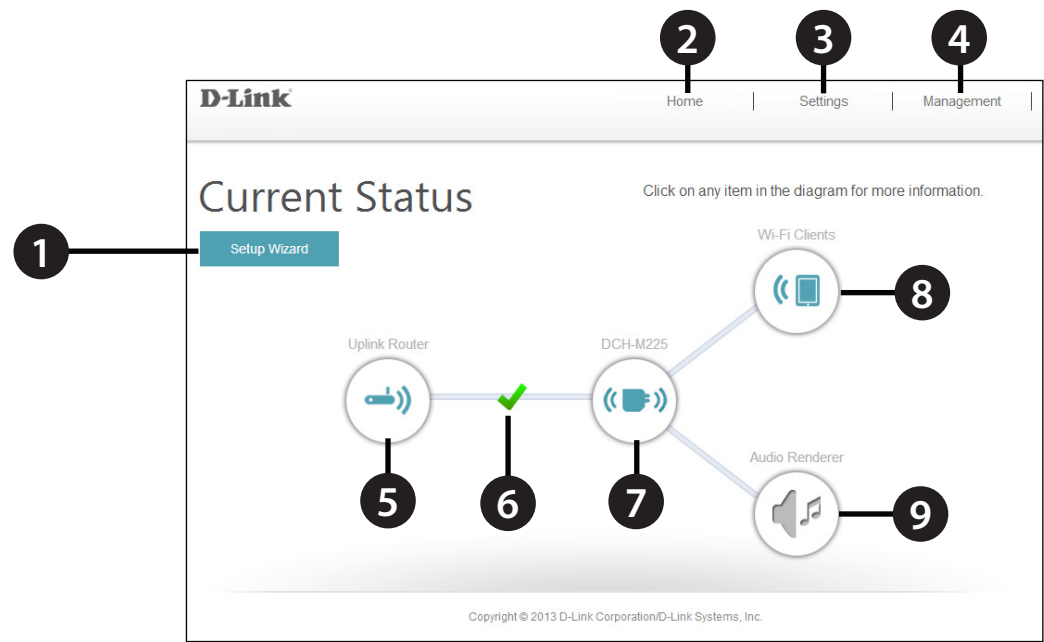 2 3 4
D-Link
Home Settings Management
Current Status
Click on any item in the diagram for more information.
1
Setup Wizard
Wi-Fi Clients
8
Uplink Router
DCH-M225
5
6
7
Audio Renderer
9
Copyright © 2013 D-Link Corporation/D-Link Systems, Inc.